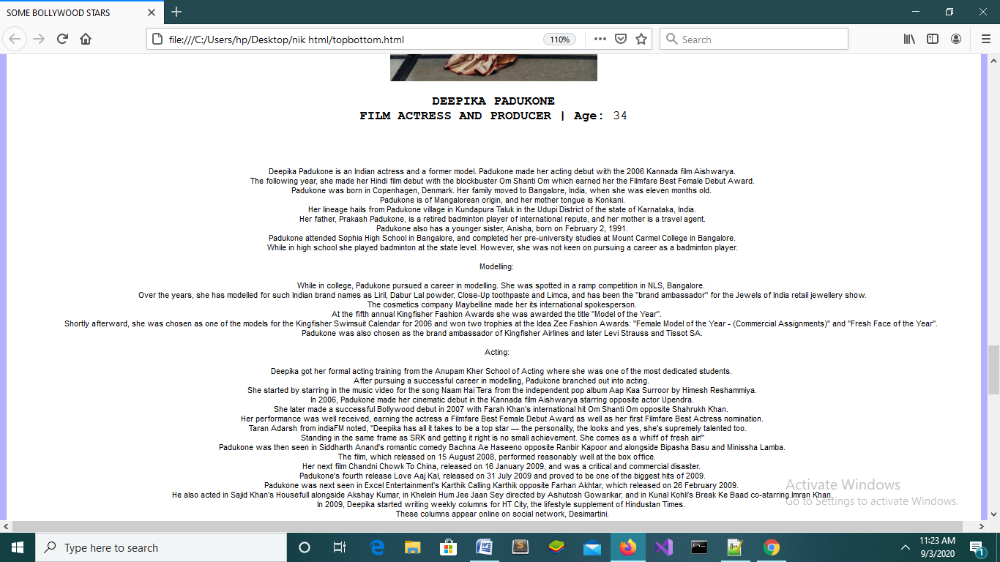 SOME BOLLYWOOD STARS
file:///C:/Users/hp/Desktop/nik html/topbottom.html
110%
Search
DEEPIKA PADUKONE
FILM ACTRESS AND PRODUCER | Age: 34
Deepika Padukone is an Indian actress and a former model. Padukone made her acting debut with the 2006 Kannada film Aishwarya.
The following year, she made her Hindi film debut with the blockbuster Om Shanti Om which earned her the Filmfare Best Female Debut Award.
Padukone was born in Copenhagen, Denmark. Her family moved to Bangalore, India, when she was eleven months old.
Padukone is of Mangalorean origin, and her mother tongue is Konkani.
Her lineage hails from Padukone village in Kundapura Taluk in the Udupi District of the state of Karnataka, India.
Her father, Prakash Padukone, is a retired badminton player of international repute, and her mother is a travel agent.
Padukone also has a younger sister, Anisha, born on February 2, 1991.
Padukone attended Sophia High School in Bangalore, and completed her pre-university studies at Mount Carmel College in Bangalore.
While in high school she played badminton at the state level. However, she was not keen on pursuing a career as a badminton player.
Modelling:
While in college, Padukone pursued a career in modelling. She was spotted in a ramp competition in NLS, Bangalore.
Over the years, she has modelled for such Indian brand names as Liril, Dabur Lal powder, Close-Up toothpaste and Limca, and has been the "brand ambassador" for the Jewels of India retail jewellery show.
The cosmetics company Maybelline made her its international spokesperson.
At the fifth annual Kingfisher Fashion Awards she was awarded the title "Model of the Year".
Shortly afterward, she was chosen as one of the models for the Kingfisher Swimsuit Calendar for 2006 and won two trophies at the Idea Zee Fashion Awards: "Female Model of the Year - (Commercial Assignments)" and "Fresh Face of the Year".
Padukone was also chosen as the brand ambassador of Kingfisher Airlines and later Levi Strauss and Tissot SA.
Acting:
Deepika got her formal acting training from the Anupam Kher School of Acting where she was one of the most dedicated students.
After pursuing a successful career in modelling, Padukone branched out into acting.
She started by starring in the music video for the song Naam Hai Tera from the independent pop album Aap Kaa Surroor by Himesh Reshammiya.
In 2006, Padukone made her cinematic debut in the Kannada film Aishwarya starring opposite actor Upendra.
She later made a successful Bollywood debut in 2007 with Farah Khan's international hit Om Shanti Om opposite Shahrukh Khan.
Her performance was well received, earning the actress a Filmfare Best Female Debut Award as well as her first Filmfare Best Actress nomination.
Taran Adarsh from indiaFM noted, "Deepika has all it takes to be a top star — the personality, the looks and yes, she's supremely talented too.
Standing in the same frame as SRK and getting it right is no small achievement. She comes as a whiff of fresh air!"
Padukone was then seen in Siddharth Anand's romantic comedy Bachna Ae Haseeno opposite Ranbir Kapoor and alongside Bipasha Basu and Minissha Lamba.
The film, which released on 15 August 2008, performed reasonably well at the box office.
Her next film Chandni Chowk To China, released on 16 January 2009, and was a critical and commercial disaster.
Padukone's fourth release Love Aaj Kal, released on 31 July 2009 and proved to be one of the biggest hits of 2009.
Padukone was next seen in Excel Entertainment's Karthik Calling Karthik opposite Farhan Akhtar, which released on 26 February 2009.
He also acted in Sajid Khan's Housefull alongside Akshay Kumar, in Khelein Hum Jee Jaan Sey directed by Ashutosh Gowarikar, and in Kunal Kohli's Break Ke Baad co-starring Imran Khan.
In 2009, Deepika started writing weekly columns for HT City, the lifestyle supplement of Hindustan Times.
These columns appear online on social network, Desimartini.
Activate Windows
Go to Settings to activate Windows.
Type here to search
11:23 AM
9/3/2020
1